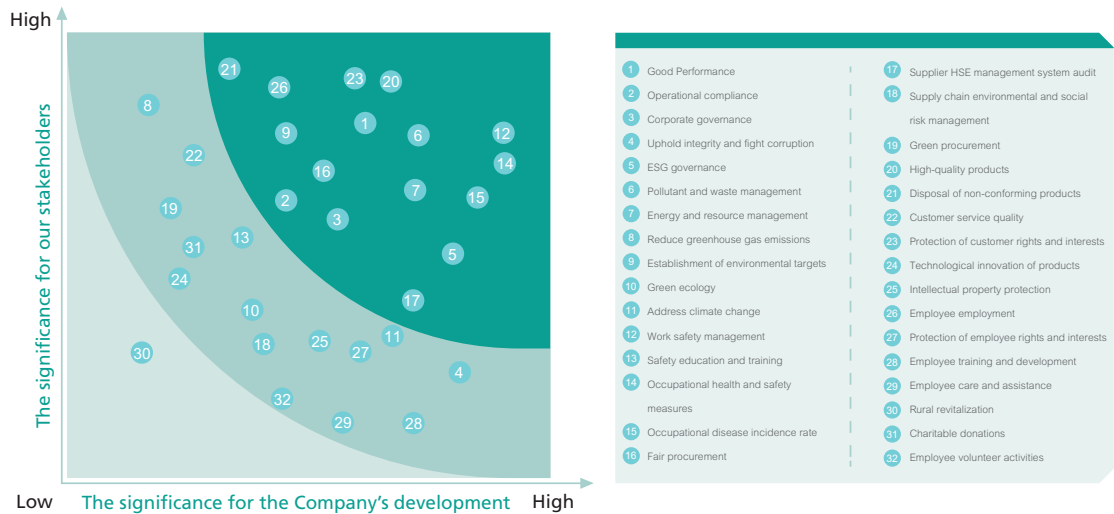 High
The significance for our stakeholders
21
26
23
20
8
9
1
6
12
22
16
14
2
7
15
19
3
13
31
5
24
17
10
11
18
25
27
30
4
32
29
28
Low
The significance for the Company’s development
High
1 Good Performance
2 Operational compliance
3 Corporate governance
4 Uphold integrity and fight corruption
5 ESG governance
6 Pollutant and waste management
7 Energy and resource management
8 Reduce greenhouse gas emissions
9 Establishment of environmental targets
10 Green ecology
11 Address climate change
12 Work safety management
13 Safety education and training
14 Occupational health and safety
measures
15 Occupational disease incidence rate
16 Fair procurement
17 Supplier HSE management system audit
18 Supply chain environmental and social
risk management
19 Green procurement
20 High-quality products
21 Disposal of non-conforming products
22 Customer service quality
23 Protection of customer rights and interests
24 Technological innovation of products
25 Intellectual property protection
26 Employee employment
27 Protection of employee rights and interests
28 Employee training and development
29 Employee care and assistance
30 Rural revitalization
31 Charitable donations
32 Employee volunteer activities